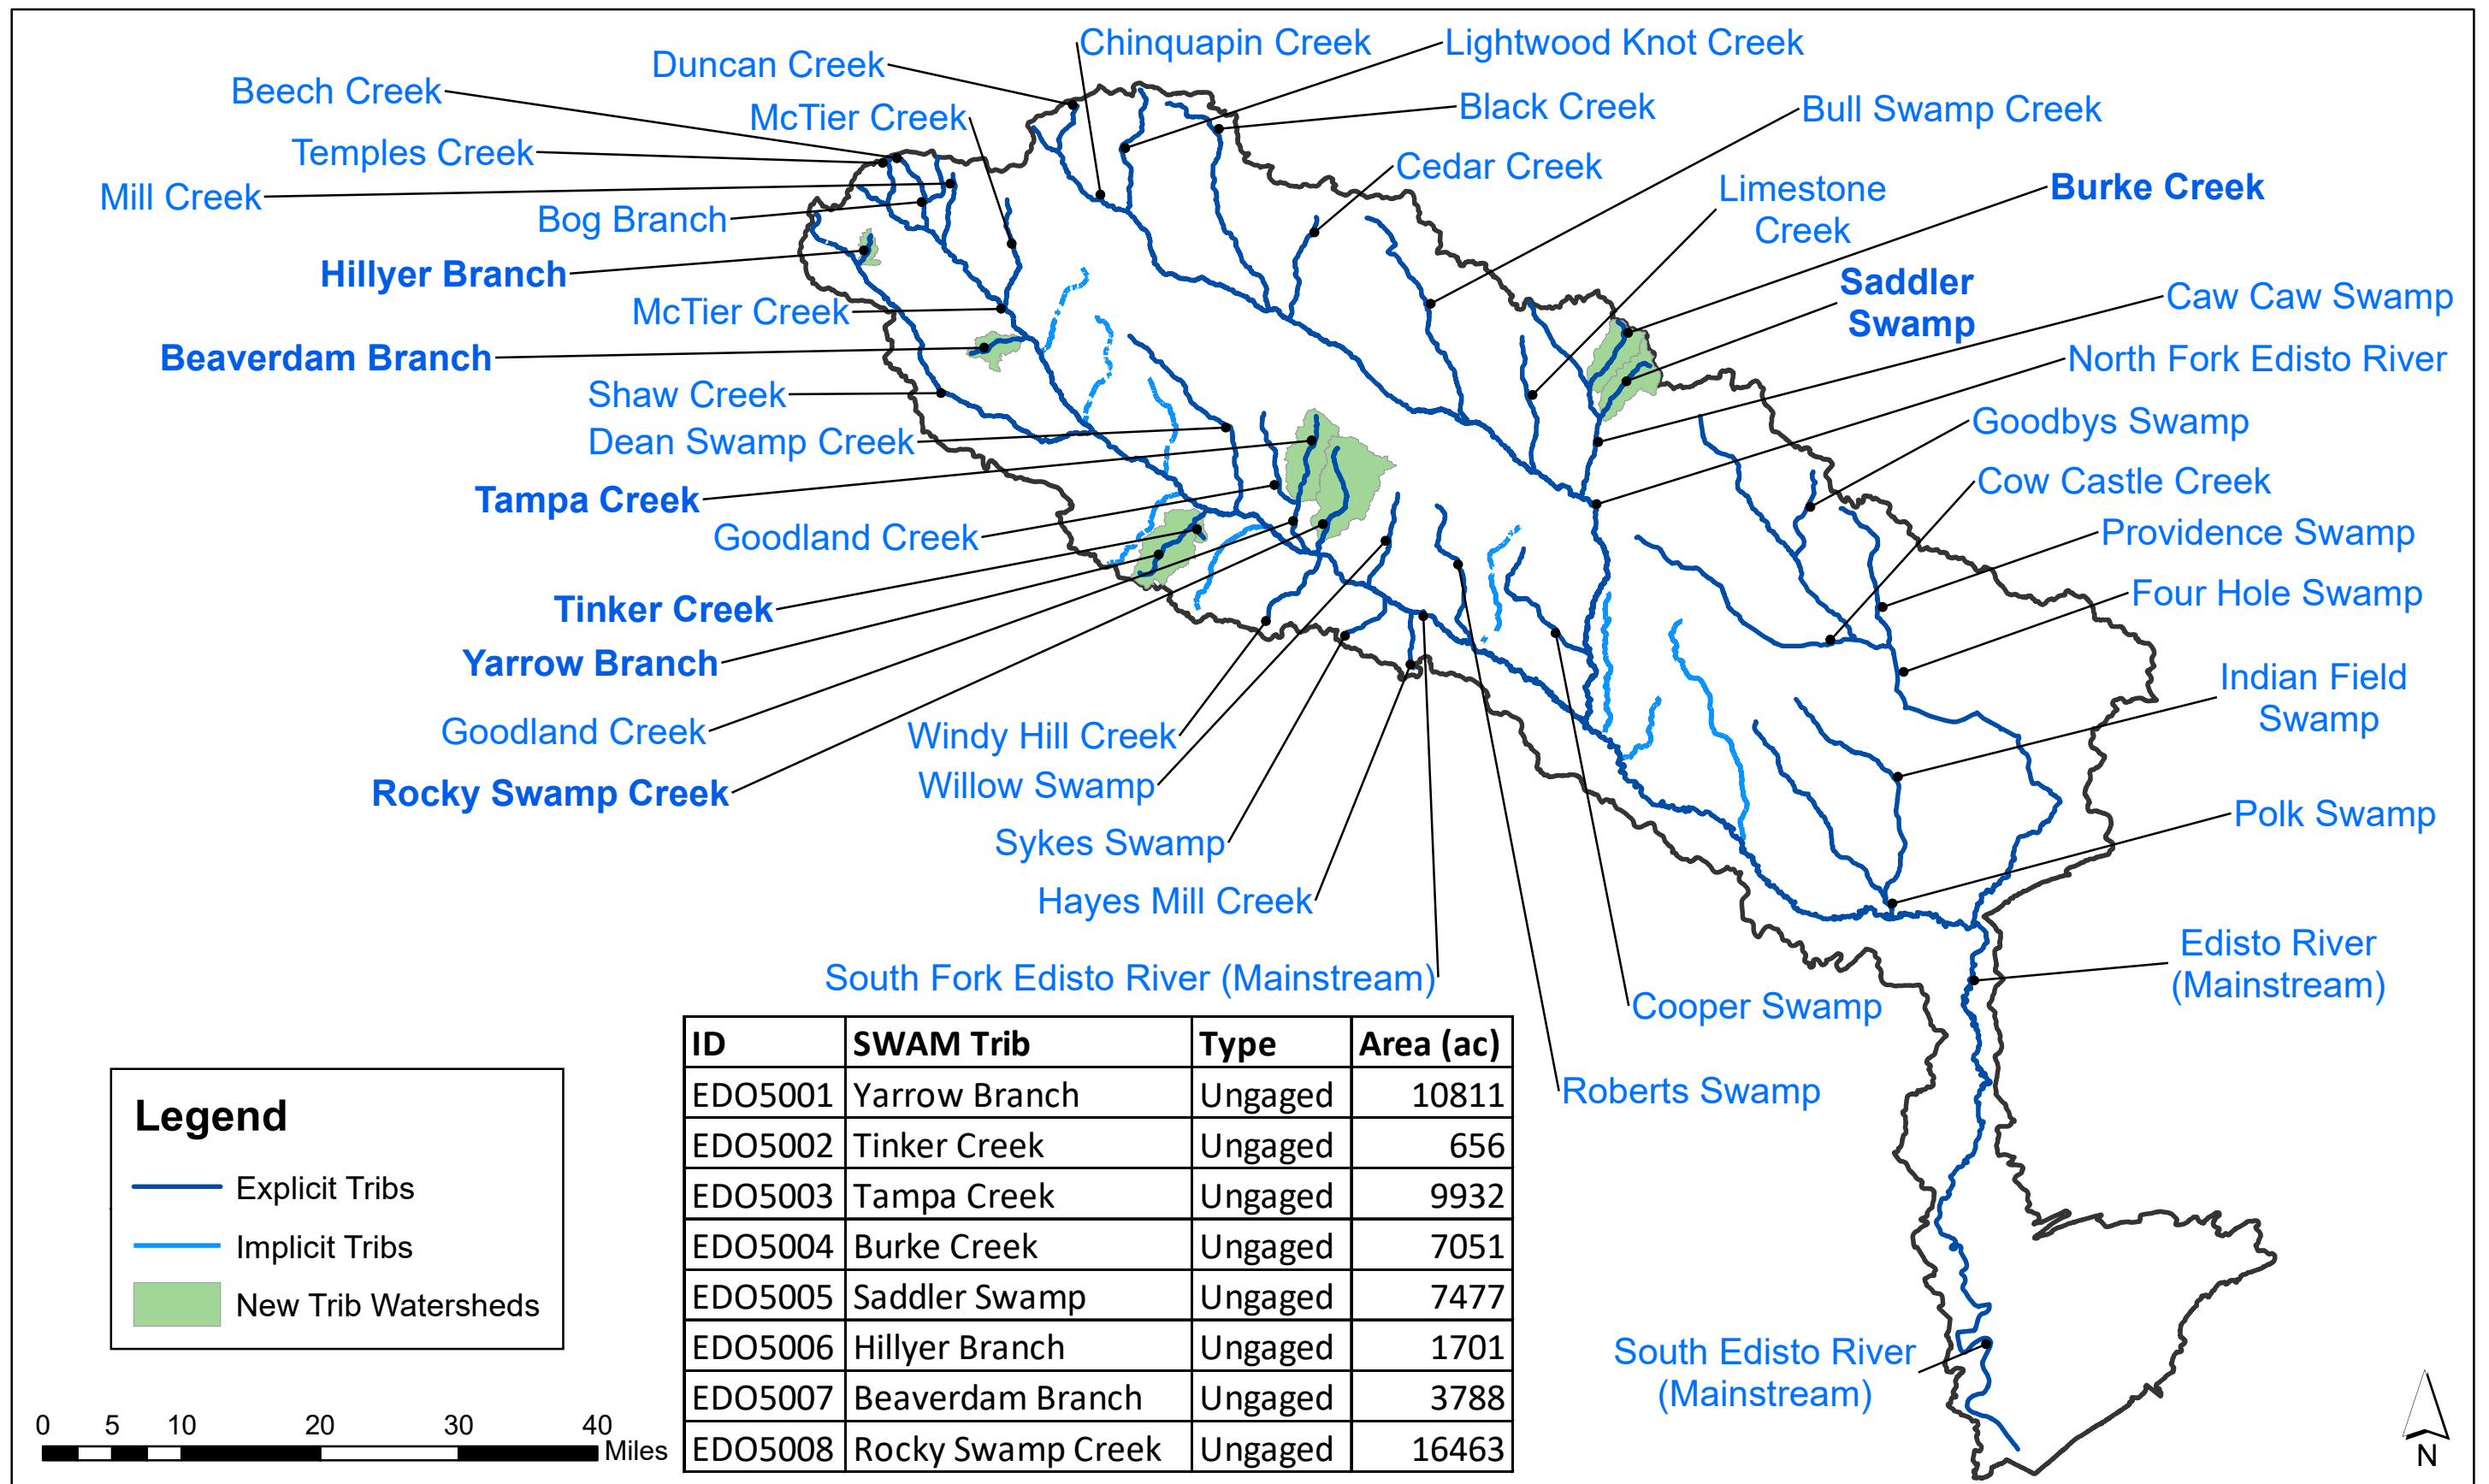 Chinquapin Creek
Lightwood Knot Creek
Duncan Creek
Beech Creek
McTier Creek
Black Creek
Bull Swamp Creek
Temples Creek
Cedar Creek
Limestone
Creek
Burke Creek
Mill Creek
Bog Branch
Hillyer Branch
Saddler
Swamp
Caw Caw Swamp
McTier Creek
Beaverdam Branch
North Fork Edisto River
Shaw Creek
Goodbys Swamp
Dean Swamp Creek
Cow Castle Creek
Tampa Creek
Goodland Creek
Providence Swamp
Four Hole Swamp
Tinker Creek
Yarrow Branch
Indian Field
Swamp
Goodland Creek
Windy Hill Creek
Rocky Swamp Creek
Willow Swamp
Polk Swamp
Sykes Swamp
Hayes Mill Creek
Edisto River
(Mainstream)
South Fork Edisto River (Mainstream)
Cooper Swamp
Roberts Swamp
ID SWAM Trib Type Area (ac)
EDO5001 Yarrow Branch Ungaged 10811
EDO5002 Tinker Creek Ungaged 656
EDO5003 Tampa Creek Ungaged 9932
EDO5004 Burke Creek Ungaged 7051
EDO5005 Saddler Swamp Ungaged 7477
EDO5006 Hillyer Branch Ungaged 1701
EDO5007 Beaverdam Branch Ungaged 3788
EDO5008 Rocky Swamp Creek Ungaged 16463
Legend
Explicit Tribs
Implicit Tribs
New Trib Watersheds
South Edisto River
(Mainstream)
0 5 10 20 30 40
Miles
N